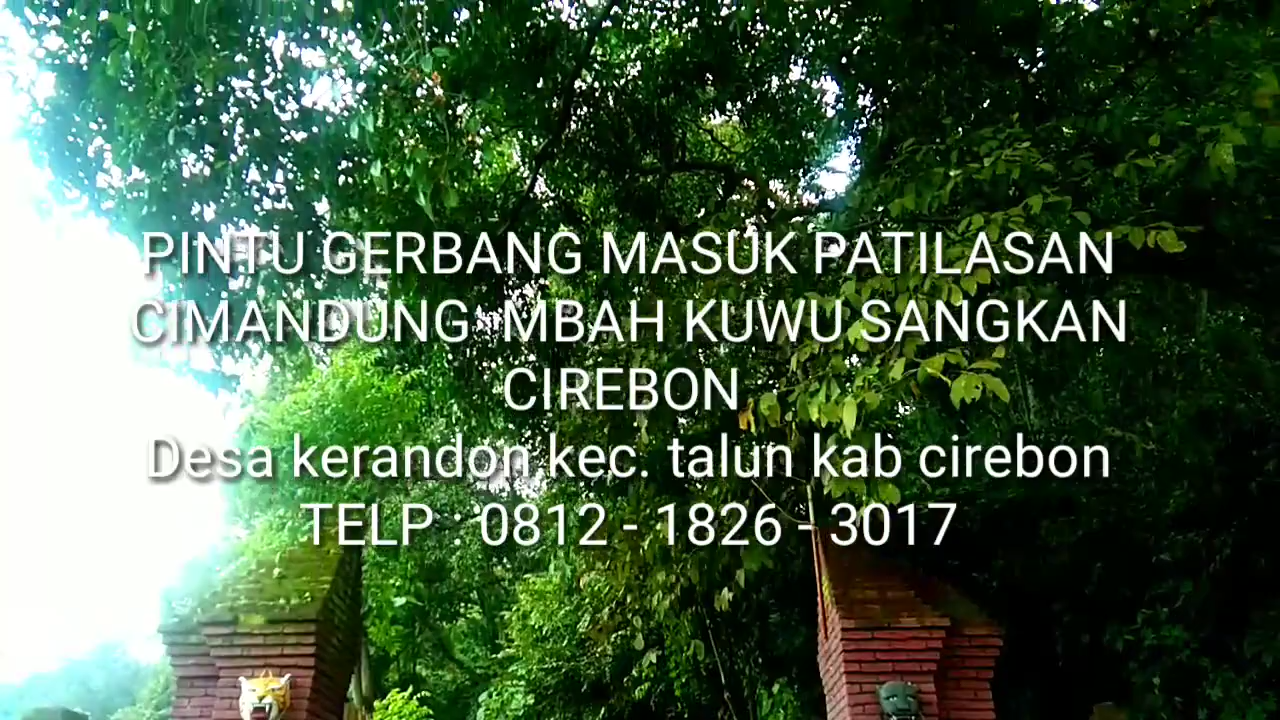 PINTU GERBANG MASUK PATILASAN
CIMANDUNG MBAH KUWU SANGKAN
CIREBON
Desa kerandon kec. talun kab cirebon
TELP : 0812 - 1826 - 3017